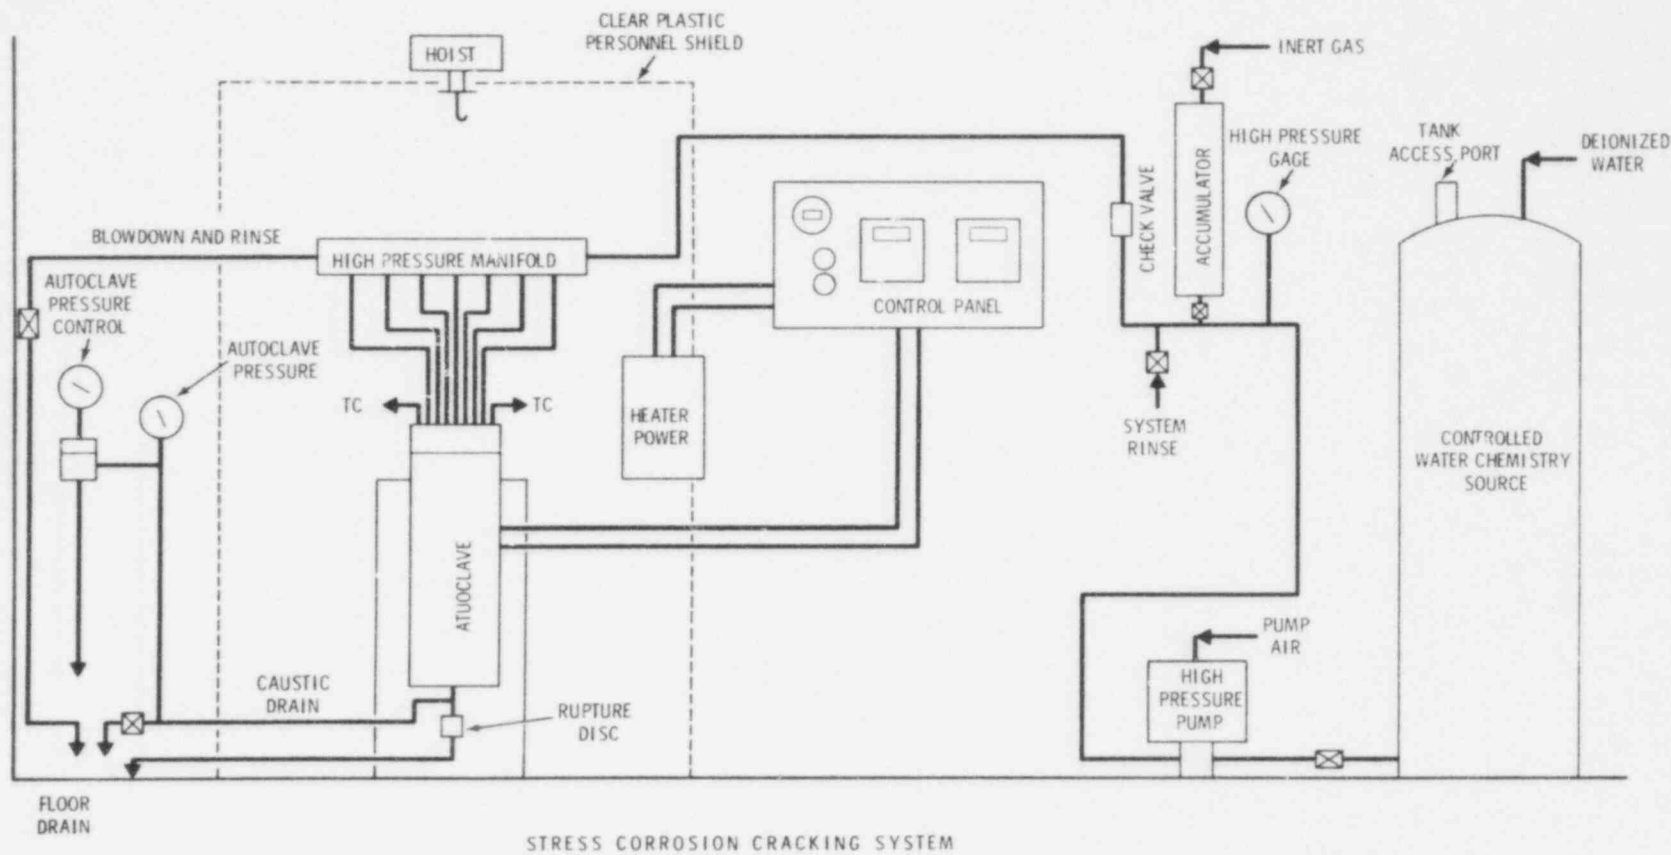 CLEAR PLASTIC
PERSONNEL SHIELD
HOIST
INERT GAS
HIGH PRESSURE
GAGE
TANK
ACCESS PORT
DEIONIZED
WATER
CHECK VALVE
ACCUMULATOR
BLOWDOWN AND RINSE
HIGH PRESSURE MANIFOLD
CONTROL PANEL
AUTOCLAVE
PRESSURE
CONTROL
AUTOCLAVE
PRESSURE
TC
TC
HEATER
POWER
SYSTEM
RINSE
CONTROLLED
WATER CHEMISTRY
SOURCE
ATUOCLAVE
PUMP
AIR
HIGH
PRESSURE
PUMP
CAUSTIC
DRAIN
RUPTURE
DISC
FLOOR
DRAIN
STRESS CORROSION CRACKING SYSTEM